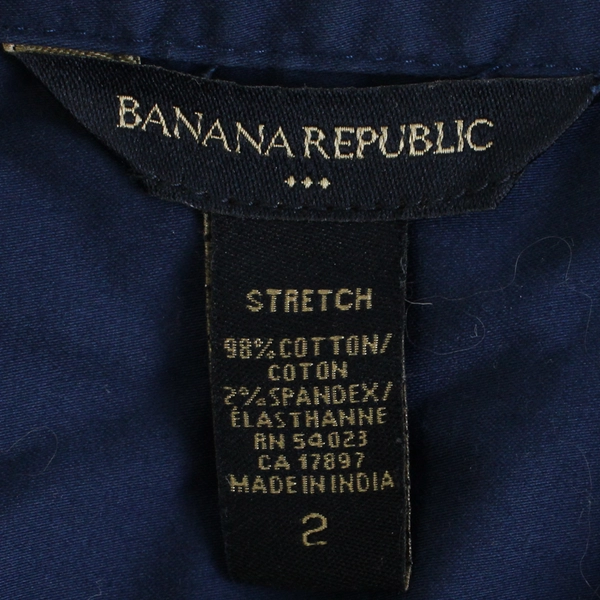 BANANA REPUBLIC
STRETCH
98% COTTON/
COTON
2% SPANDEX/
ÉLASTHANNE
RN 54023
CA 17897
MADE IN INDIA
2